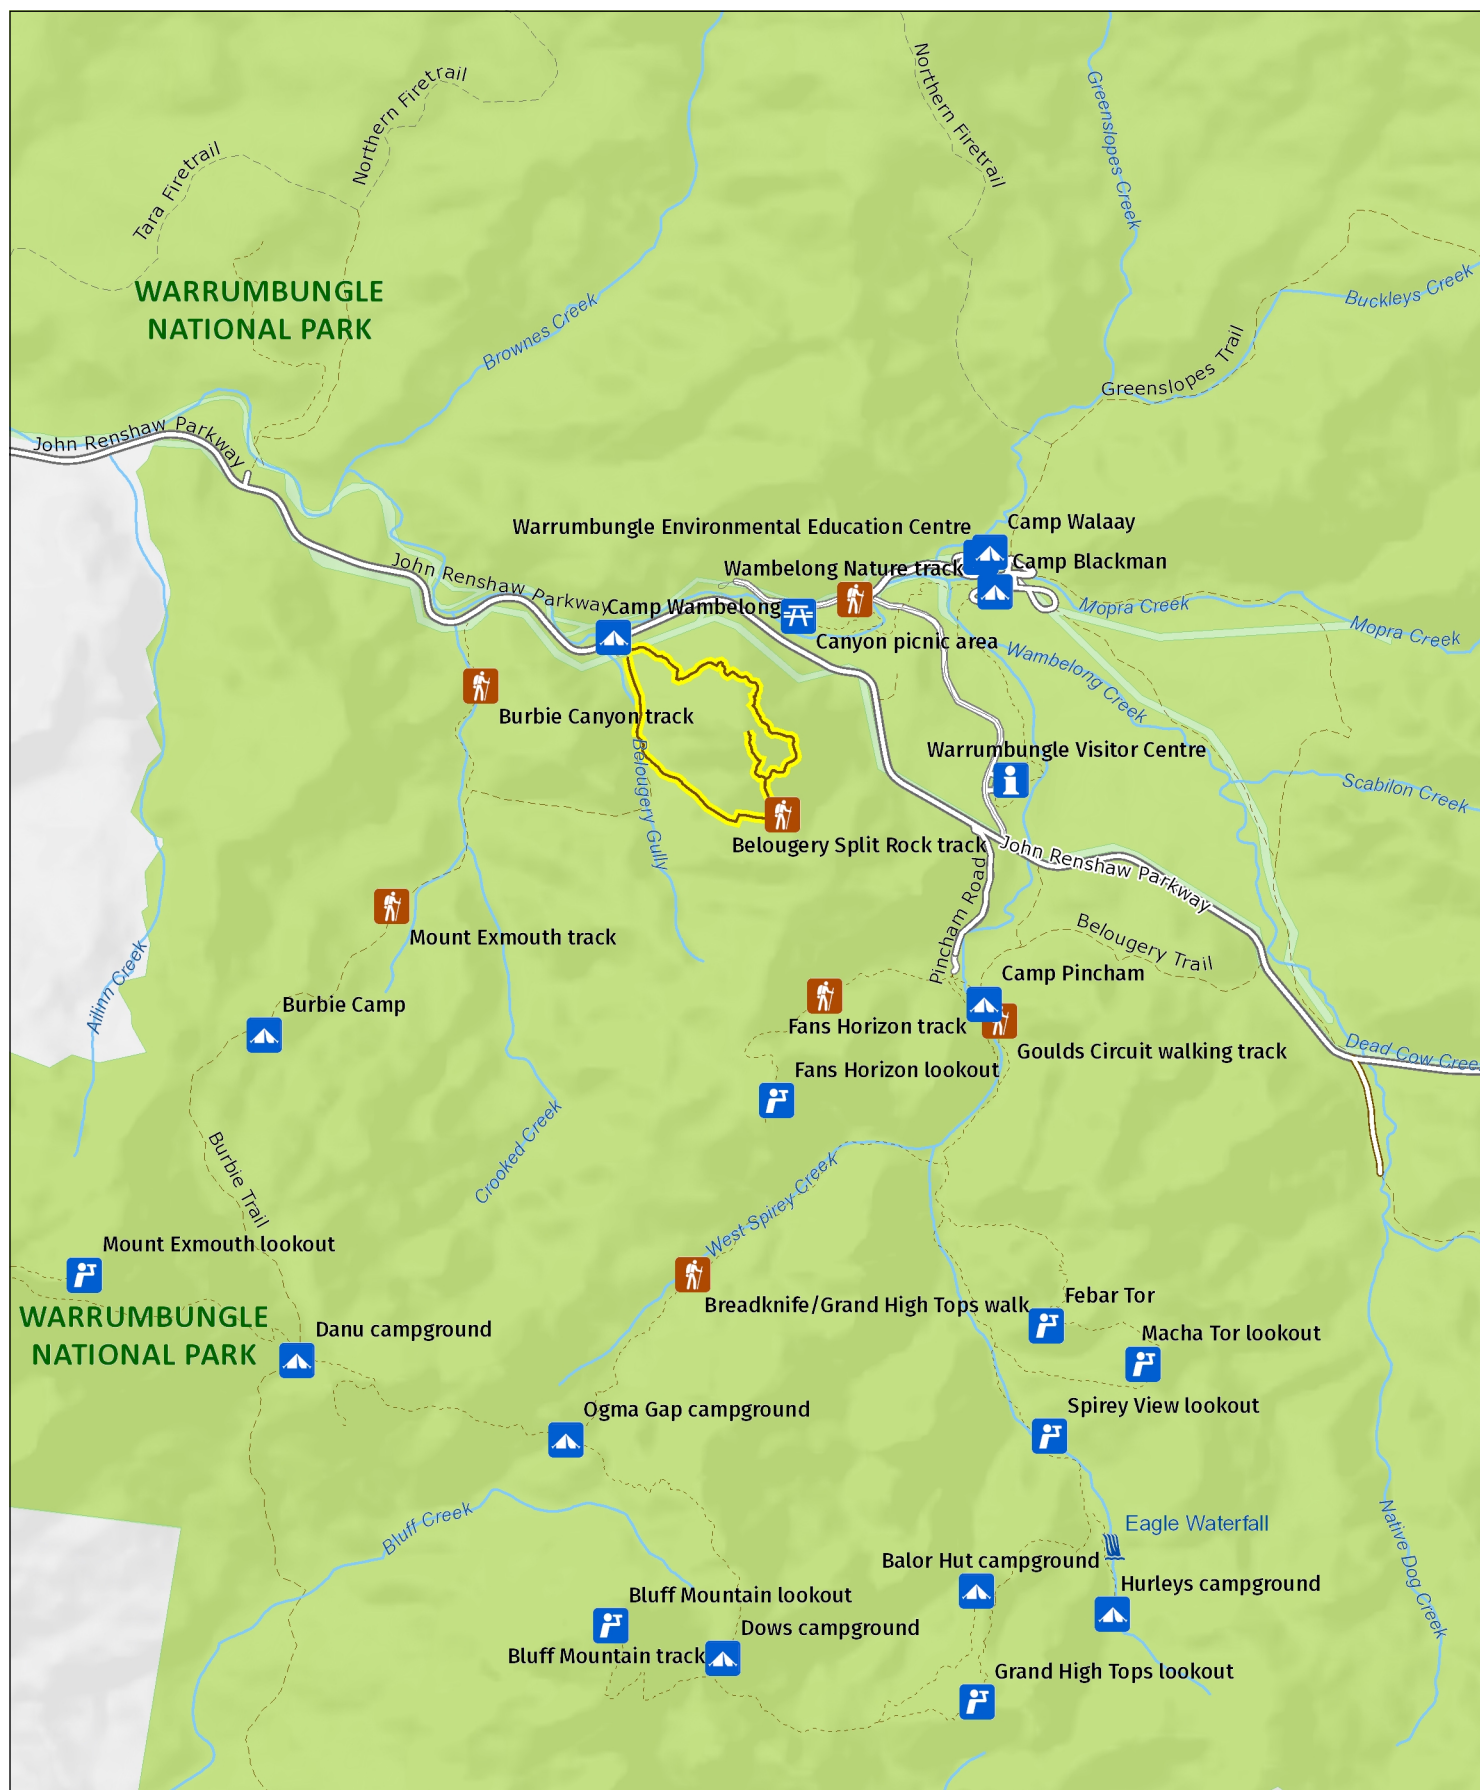 Northern Firetrail
Northern Firetrail
Greenslopes Creek
Tara Firetrail
WARRUMBUNGLE
NATIONAL PARK
Buckleys Creek
Brownes Creek
Greenslopes Trail
John Renshaw Parkway
Warrumbungle Environmental Education Centre
Camp Walaay
John Renshaw Parkway
Wambelong Nature track
Camp Blackman
Camp Wambelong
Mopra Creek
Mopra Creek
Canyon picnic area
Wambelong Creek
Burbie Canyon track
Warrumbungle Visitor Centre
Belougery Gully
Scabilon Creek
Belougery Split Rock track
John Renshaw Parkway
Pincham Road
Mount Exmouth track
Belougery Trail
Ailinn Creek
Camp Pincham
Burbie Camp
Fans Horizon track
Goulds Circuit walking track
Dead Cow Cree
Fans Horizon lookout
Crooked Creek
Burbie Trail
West Spirey Creek
Mount Exmouth lookout
Breadknife/Grand High Tops walk
Febar Tor
WARRUMBUNGLE
NATIONAL PARK
Danu campground
Macha Tor lookout
Ogma Gap campground
Spirey View lookout
Bluff Creek
Eagle Waterfall
Native Dog Creek
Balor Hut campground
Hurleys campground
Bluff Mountain lookout
Dows campground
Bluff Mountain track
Grand High Tops lookout